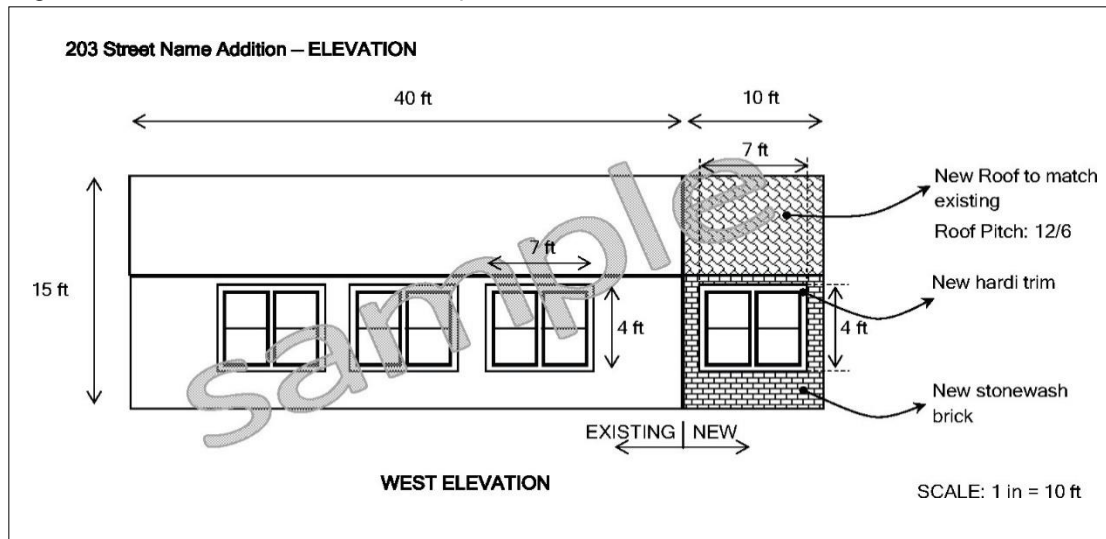 203 Street Name Addition – ELEVATION
40 ft
10 ft
7 ft
New Roof to match
existing
Roof Pitch: 12/6
7 ft
15 ft
New hardi trim
4 ft
4 ft
New stonewash
brick
EXISTING NEW
WEST ELEVATION
SCALE: 1 in = 10 ft
sample